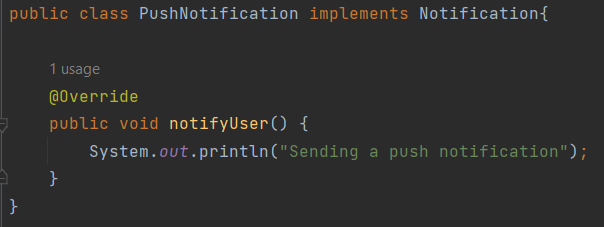 public class PushNotification implements Notification{
1 usage
@Override
public void notifyUser() {
System.out.println("Sending a push notification");
}
}